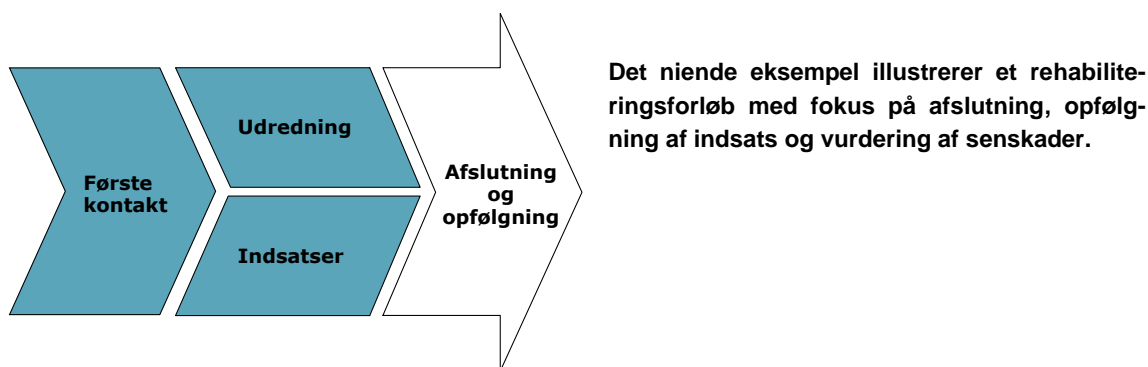 Første
kontakt
Udredning
Indsatser
Afslutning
og
opfølgning
Det niende eksempel illustrerer et rehabilite-
ringsforløb med fokus på afslutning, opfølg-
ning af indsats og vurdering af senskader.